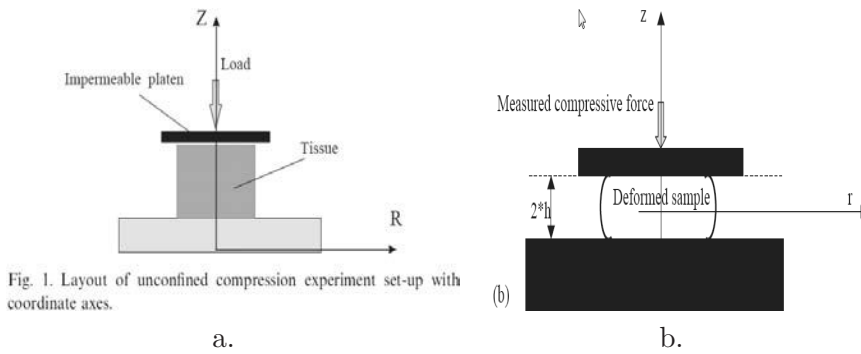 Z
Load
Impermeable platen
Tissue
R
Fig. 1. Layout of unconfined compression experiment set-up with
coordinate axes.
a.
z
Measured compressive force
Deformed sample
2*h
r
(b)
b.